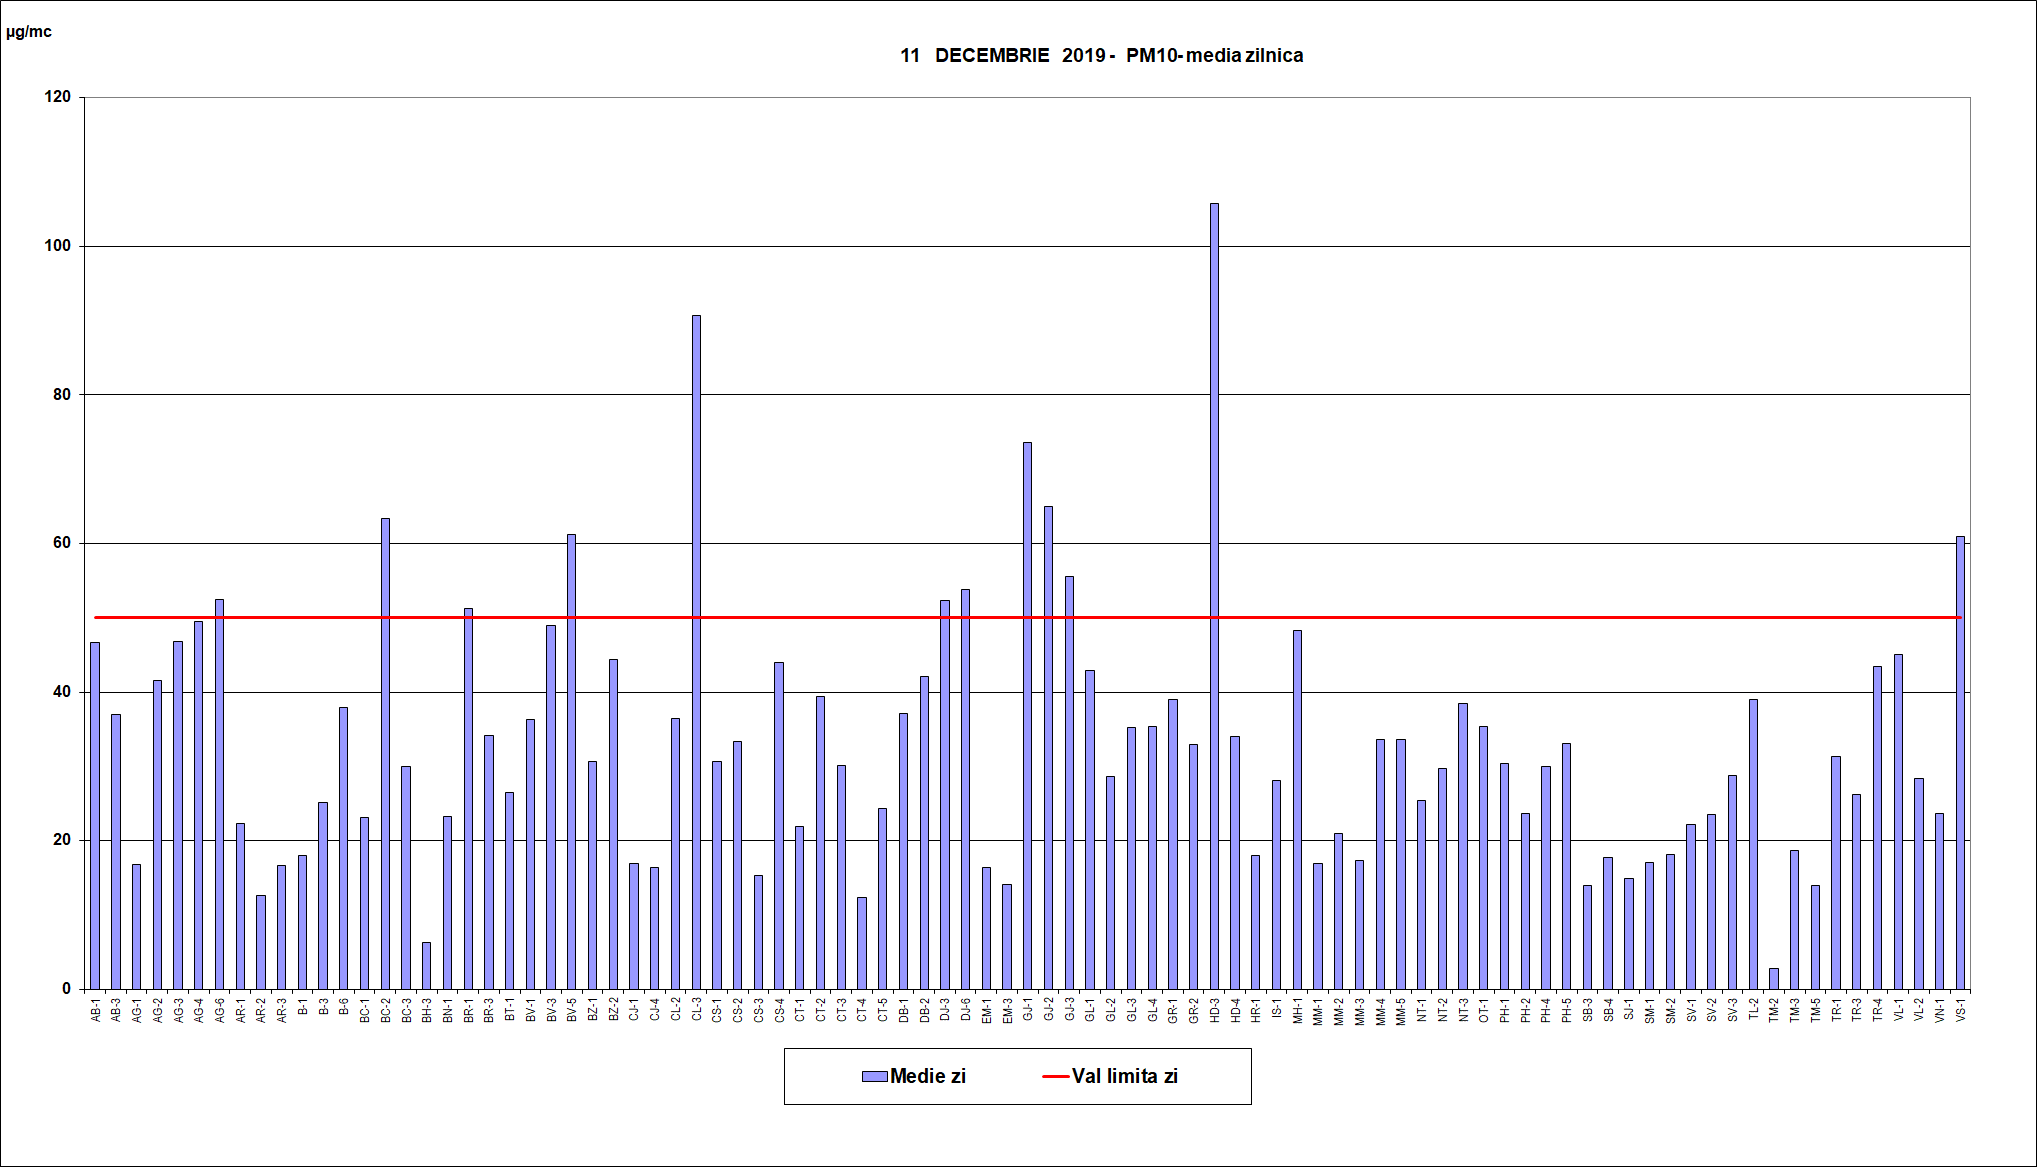 µg/mc
11 DECEMBRIE 2019 - PM10- media zilnica
120
100
80
60
40
20
0
AB-1 AB-3 AG-1 AG-2 AG-3 AG-4 AG-6 AR-1 AR-2 AR-3 B-1 B-3 B-6 BC-1 BC-2 BC-3 BH-3 BN-1 BR-1 BR-3 BT-1 BV-1 BV-3 BV-5 BZ-1 BZ-2 CJ-1 CJ-4 CL-2 CL-3 CS-1 CS-2 CS-3 CS-4 CT-1 CT-2 CT-3 CT-4 CT-5 DB-1 DB-2 DJ-3 DJ-6 EM-1 EM-3 GJ-1 GJ-2 GJ-3 GL-1 GL-2 GL-3 GL-4 GR-1 GR-2 HD-3 HD-4 HR-1 IS-1 MH-1 MM-1 MM-2 MM-3 MM-4 MM-5 NT-1 NT-2 NT-3 OT-1 PH-1 PH-2 PH-4 PH-5 SB-3 SB-4 SJ-1 SM-1 SM-2 SV-1 SV-2 SV-3 TL-2 TM-2 TM-3 TM-5 TR-1 TR-3 TR-4 VL-1 VL-2 VN-1 VS-1
Medie zi Val limita zi